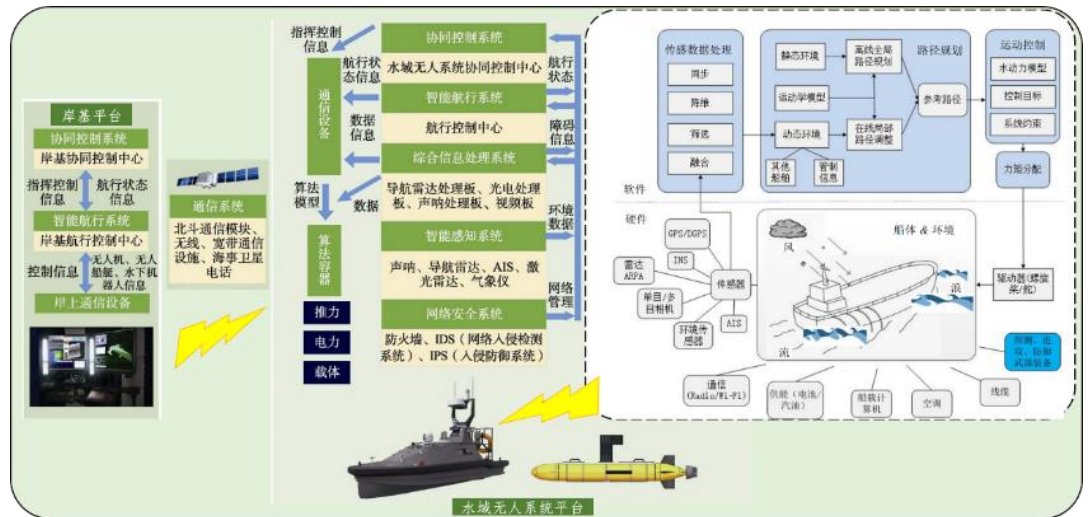 岸基平台
协同控制系统
岸基协同控制中心
指挥控制
信息
航行状态
信息
智能航行系统
岸基航行控制中心
控制信息
无人机、无人
船艇、水下机
器人信息
岸上通信设备
通信系统
北斗通信模块、
无线、宽带通信
设施、海事卫星
电话
指挥控制
信息
航行状
态信息
通信设备
数据
信息
算法
模型
数据
算法容器
推力
电力
载体
协同控制系统
水域无人系统协同控制中心
智能航行系统
航行控制中心
综合信息处理系统
导航雷达处理板、光电处理
板、声呐处理板、视频板
智能感知系统
声呐、导航雷达、AIS、激
光雷达、气象仪
网络安全系统
防火墙、IDS（网络入侵检测
系统）、IPS（入侵防御系统）
航行
状态
障碍
信息
环境
数据
网络
管理
水域无人系统平台
传感数据处理
同步
降维
筛选
融合
静态环境
离线全局
路径规划
路径规划
运动学模型
参考路径
动态环境
在线局部
路径调整
其他
船舶
管制
信息
运动控制
水动力模型
控制目标
系统约束
力矩分配
软件
硬件
GPS/DGPS
INS
雷达
ARPA
传感器
单目/多
目相机
环境传
感器
AIS
船体 & 环境
风
浪
流
驱动器(螺旋
桨/舵)
探测、进
攻、防御
武器装备
通信
(Radio/Wi-Fi)
供能（电池/
汽油）
船载计
算机
空调
线缆